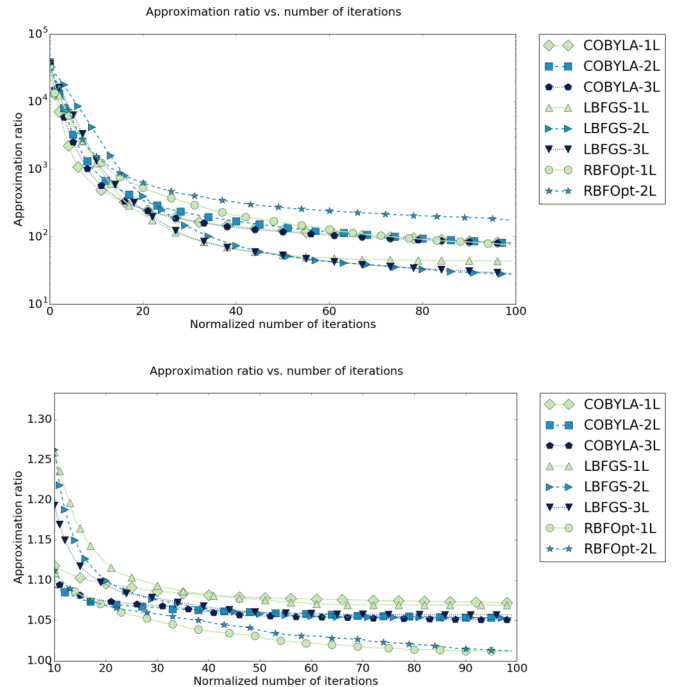 Approximation ratio vs. number of iterations
10^5
10^4
10^3
10^2
10^1
Approximation ratio
0 20 40 60 80 100
Normalized number of iterations
COBYLA-1L
COBYLA-2L
COBYLA-3L
LBFGS-1L
LBFGS-2L
LBFGS-3L
RBFOpt-1L
RBFOpt-2L
Approximation ratio vs. number of iterations
1.30
1.25
1.20
1.15
1.10
1.05
1.00
Approximation ratio
10 20 30 40 50 60 70 80 90 100
Normalized number of iterations
COBYLA-1L
COBYLA-2L
COBYLA-3L
LBFGS-1L
LBFGS-2L
LBFGS-3L
RBFOpt-1L
RBFOpt-2L